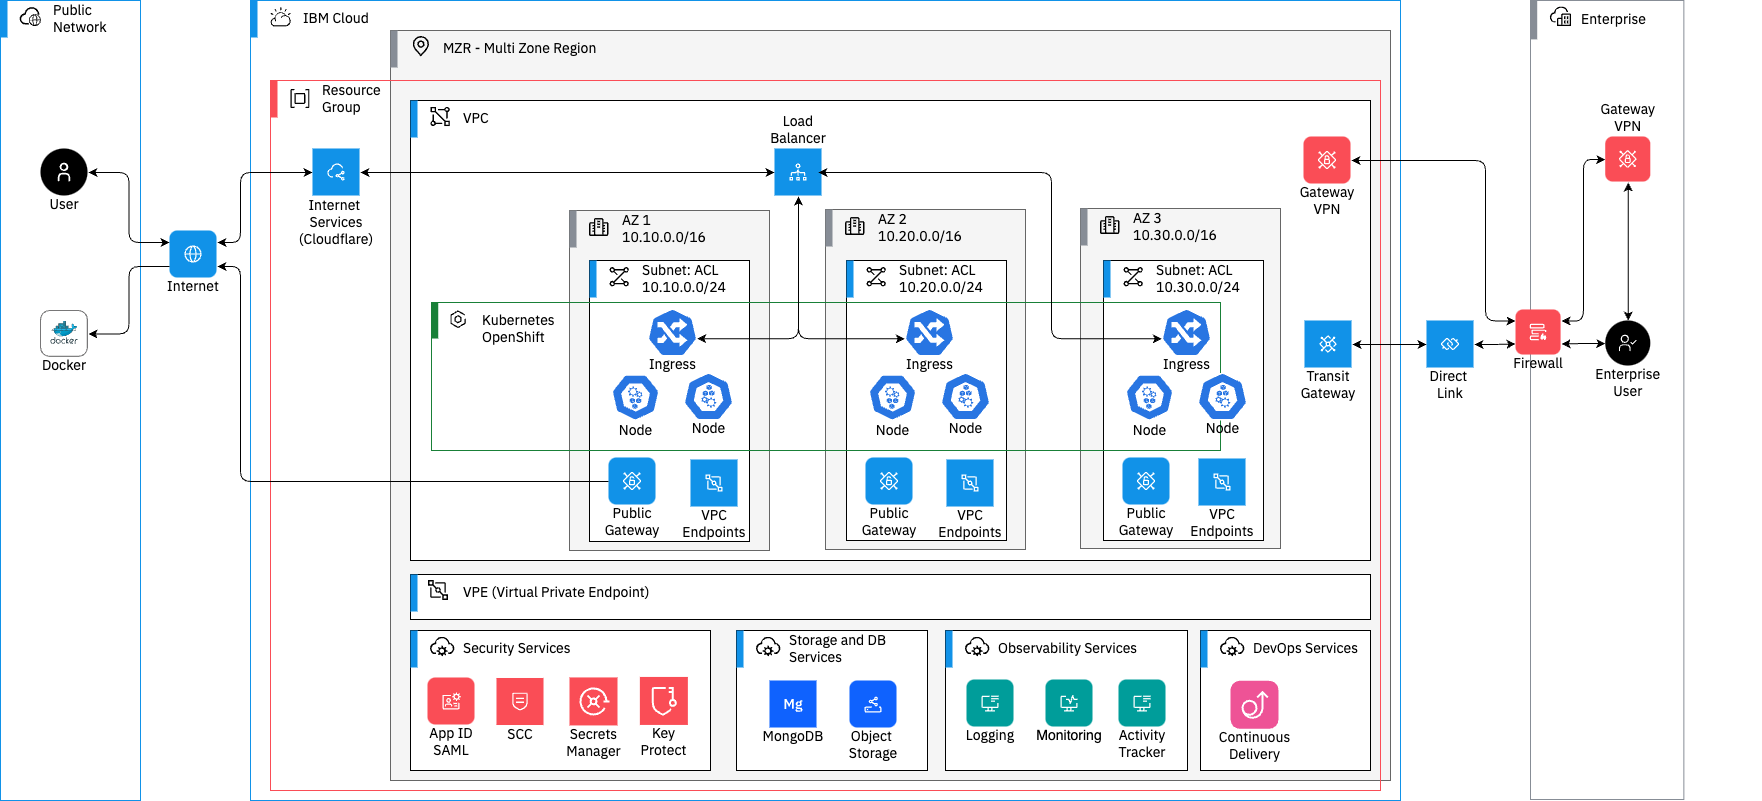 Public
Network
User
docker
Docker
Internet
IBM Cloud
Resource
Group
Internet
Services
(Cloudflare)
MZR - Multi Zone Region
VPC
Load
Balancer
AZ 1
10.10.0.0/16
Subnet: ACL
10.10.0.0/24
AZ 2
10.20.0.0/16
Subnet: ACL
10.20.0.0/24
AZ 3
10.30.0.0/16
Subnet: ACL
10.30.0.0/24
Kubernetes
OpenShift
Ingress
Node
Node
Ingress
Node
Node
Ingress
Node
Node
Public
Gateway
VPC
Endpoints
Public
Gateway
VPC
Endpoints
Public
Gateway
VPC
Endpoints
Gateway
VPN
Transit
Gateway
VPE (Virtual Private Endpoint)
Security Services
App ID
SAML
SCC
Secrets
Manager
Key
Protect
Storage and DB
Services
Mg
MongoDB
Object
Storage
Observability Services
Logging
Monitoring
Activity
Tracker
DevOps Services
Continuous
Delivery
Direct
Link
Enterprise
Gateway
VPN
Firewall
Enterprise
User